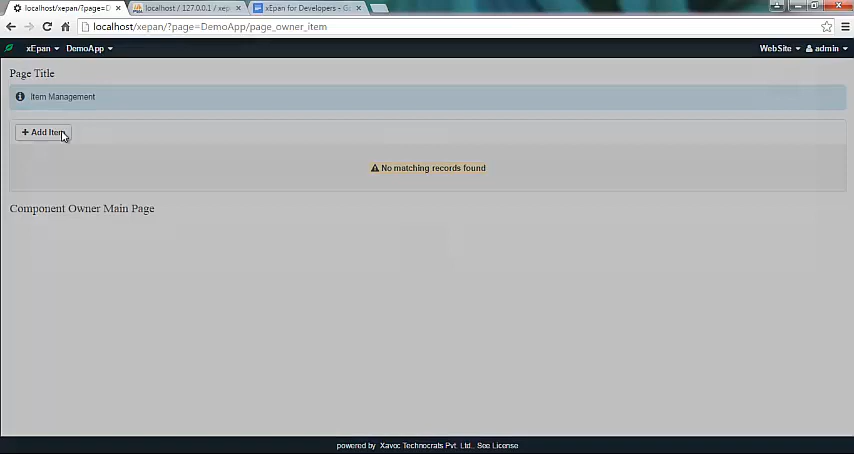 localhost/xepan/?page=D
localhost / 127.0.0.1 / xep
xEpan for Developers - Go
localhost/xepan/?page=DemoApp/page_owner_item
xEpan DemoApp WebSite admin
Page Title
Item Management
+ Add Item
No matching records found
Component Owner Main Page
powered by Xavoc Technocrats Pvt. Ltd. See License